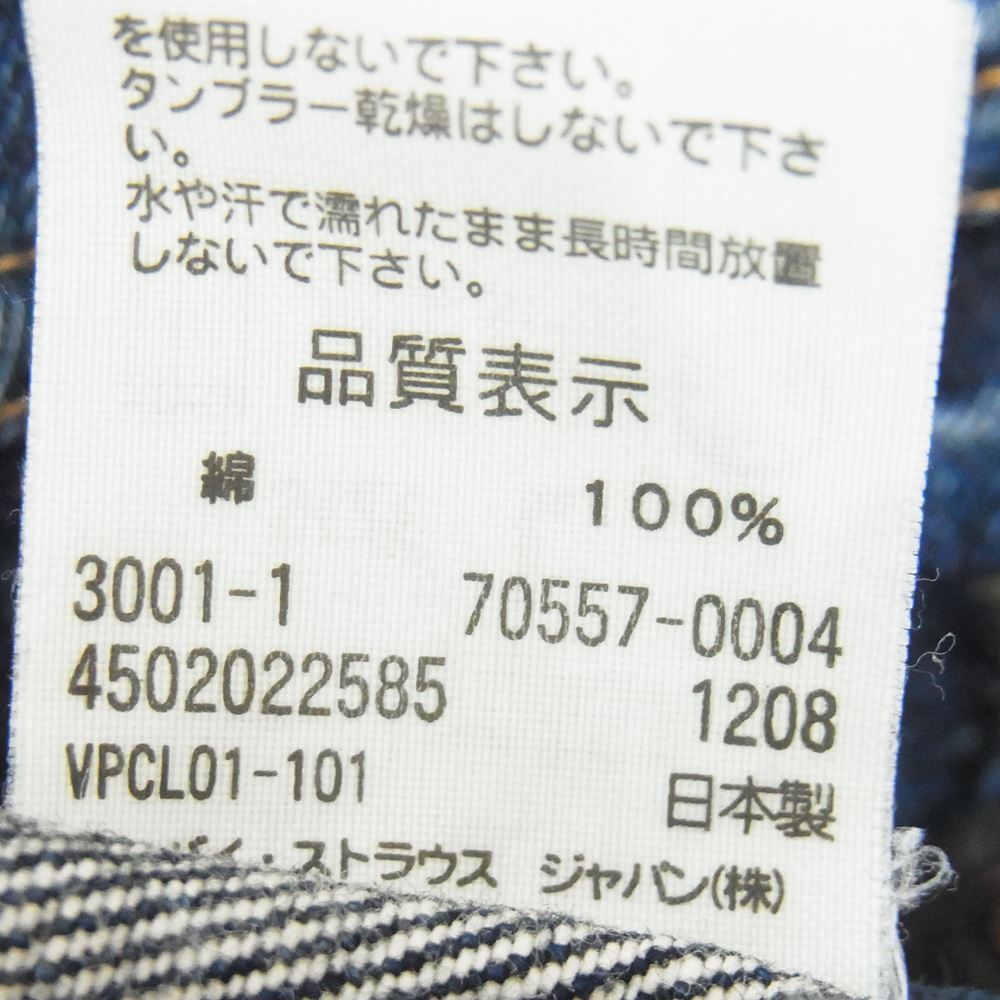 を使用しないで下さい。
タンブラー乾燥はしないで下さ
い。
水や汗で濡れたまま長時間放置
しないで下さい。
品質表示
綿 100%
3001-1 70557-0004
4502022585 1208
VPCL01-101 日本製
バイ・ストラウス ジャパン(株)